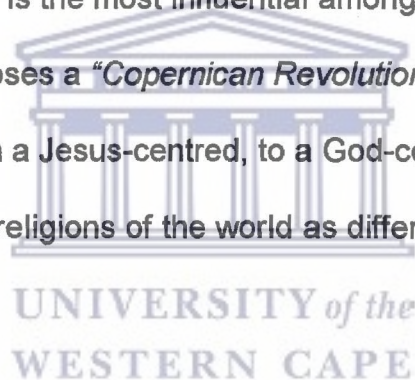 is the most influential among
oses a “Copernican Revolution
a Jesus-centred, to a God-ce
religions of the world as differ
UNIVERSITY of the
WESTERN CAPE